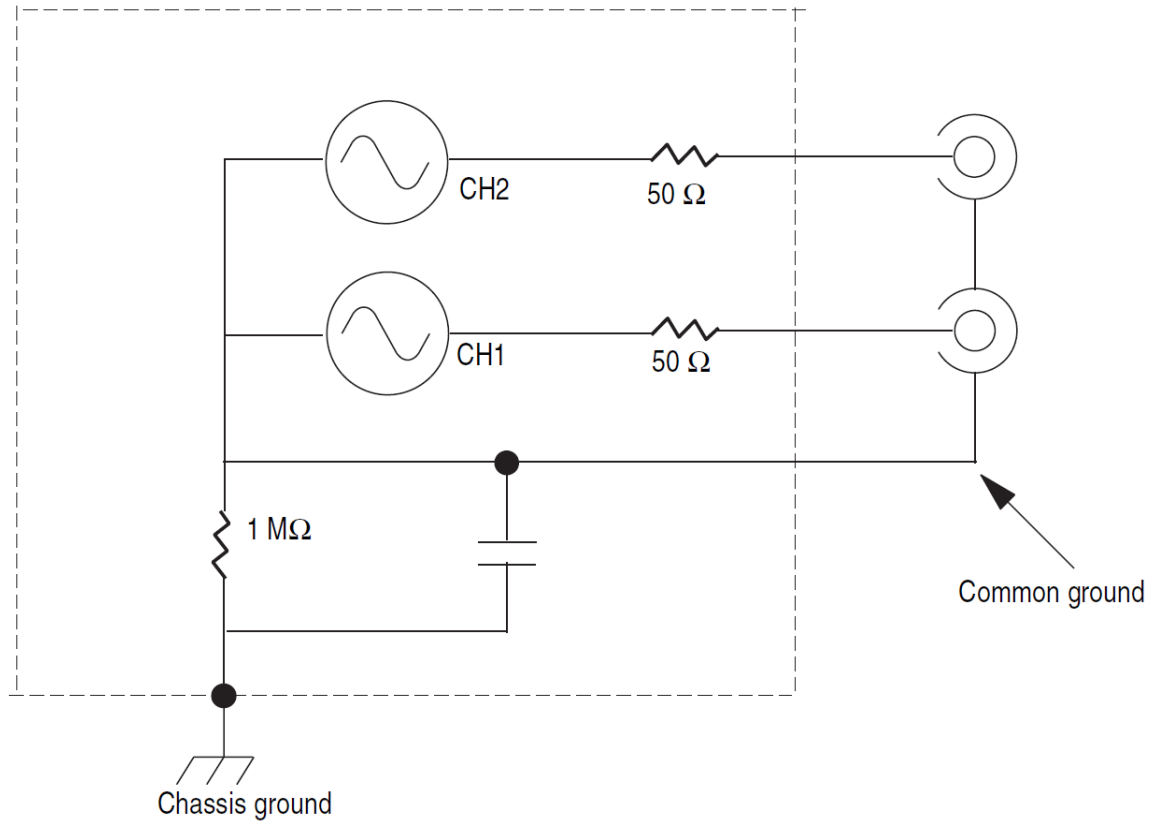 CH2
50 Ω
CH1
50 Ω
1 MΩ
Common ground
Chassis ground